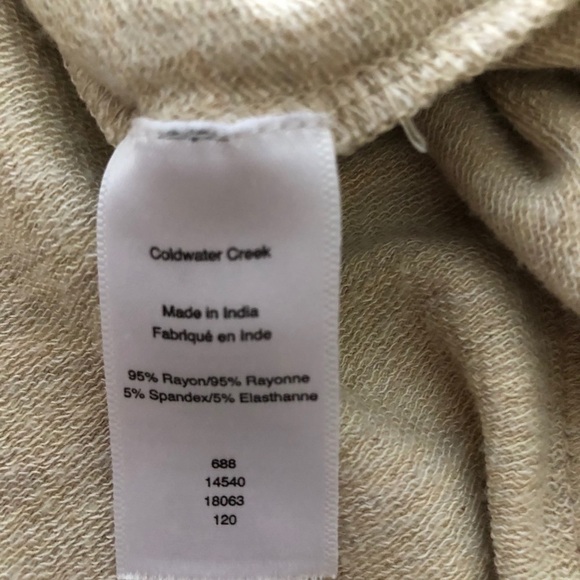 Coldwater Creek
Made in India
Fabriqué en Inde
95% Rayon/95% Rayonne
5% Spandex/5% Elasthanne
688
14540
18063
120